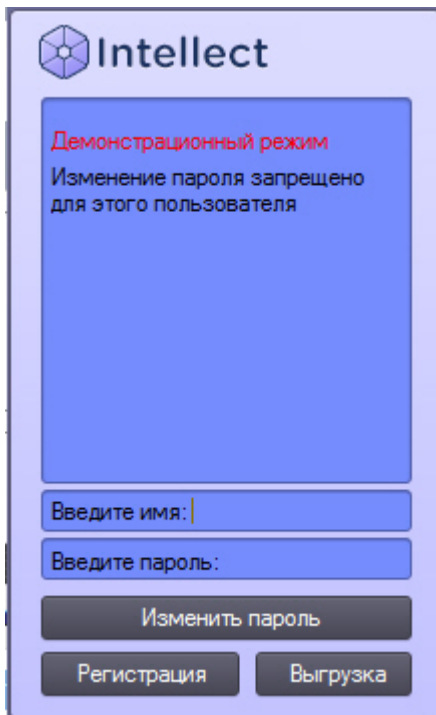 Intellect
Демонстрационный режим
Изменение пароля запрещено
для этого пользователя
Введите имя:
Введите пароль:
Изменить пароль
Регистрация
Выгрузка